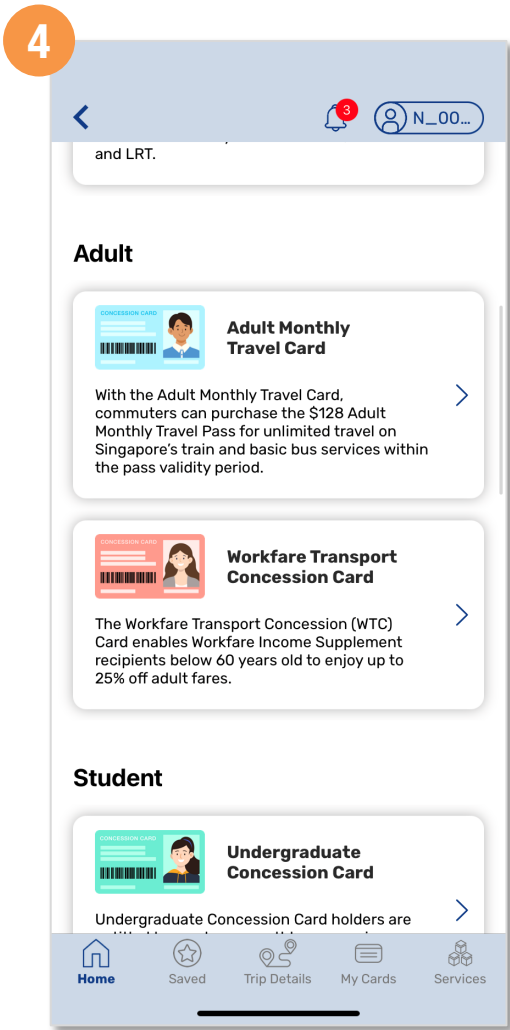 4
3
N_00...
and LRT.
Adult
CONCESSION CARD
Adult Monthly
Travel Card
With the Adult Monthly Travel Card,
commuters can purchase the $128 Adult
Monthly Travel Pass for unlimited travel on
Singapore's train and basic bus services within
the pass validity period.
CONCESSION CARD
Workfare Transport
Concession Card
The Workfare Transport Concession (WTC)
Card enables Workfare Income Supplement
recipients below 60 years old to enjoy up to
25% off adult fares.
Student
CONCESSION CARD
Undergraduate
Concession Card
Undergraduate Concession Card holders are
Home
Saved
Trip Details
My Cards
Services